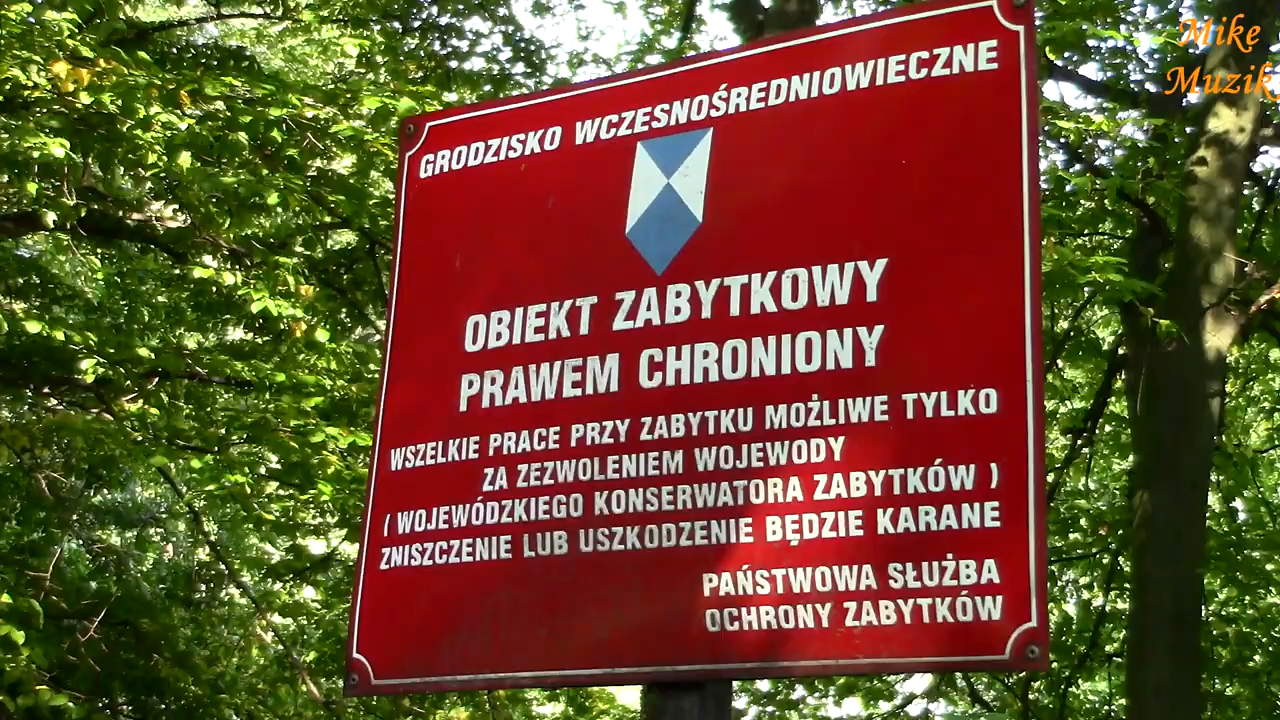 Mike
Muzik
GRODZISKO WCZESNOŚREDNIOWIECZNE
OBIEKT ZABYTKOWY
PRAWEM CHRONIONY
WSZELKIE PRACE PRZY ZABYTKU MOŻLIWE TYLKO
ZA ZEZWOLENIEM WOJEWODY
( WOJEWÓDZKIEGO KONSERWATORA ZABYTKÓW )
ZNISZCZENIE LUB USZKODZENIE BĘDZIE KARANE
PAŃSTWOWA SŁUŻBA
OCHRONY ZABYTKÓW